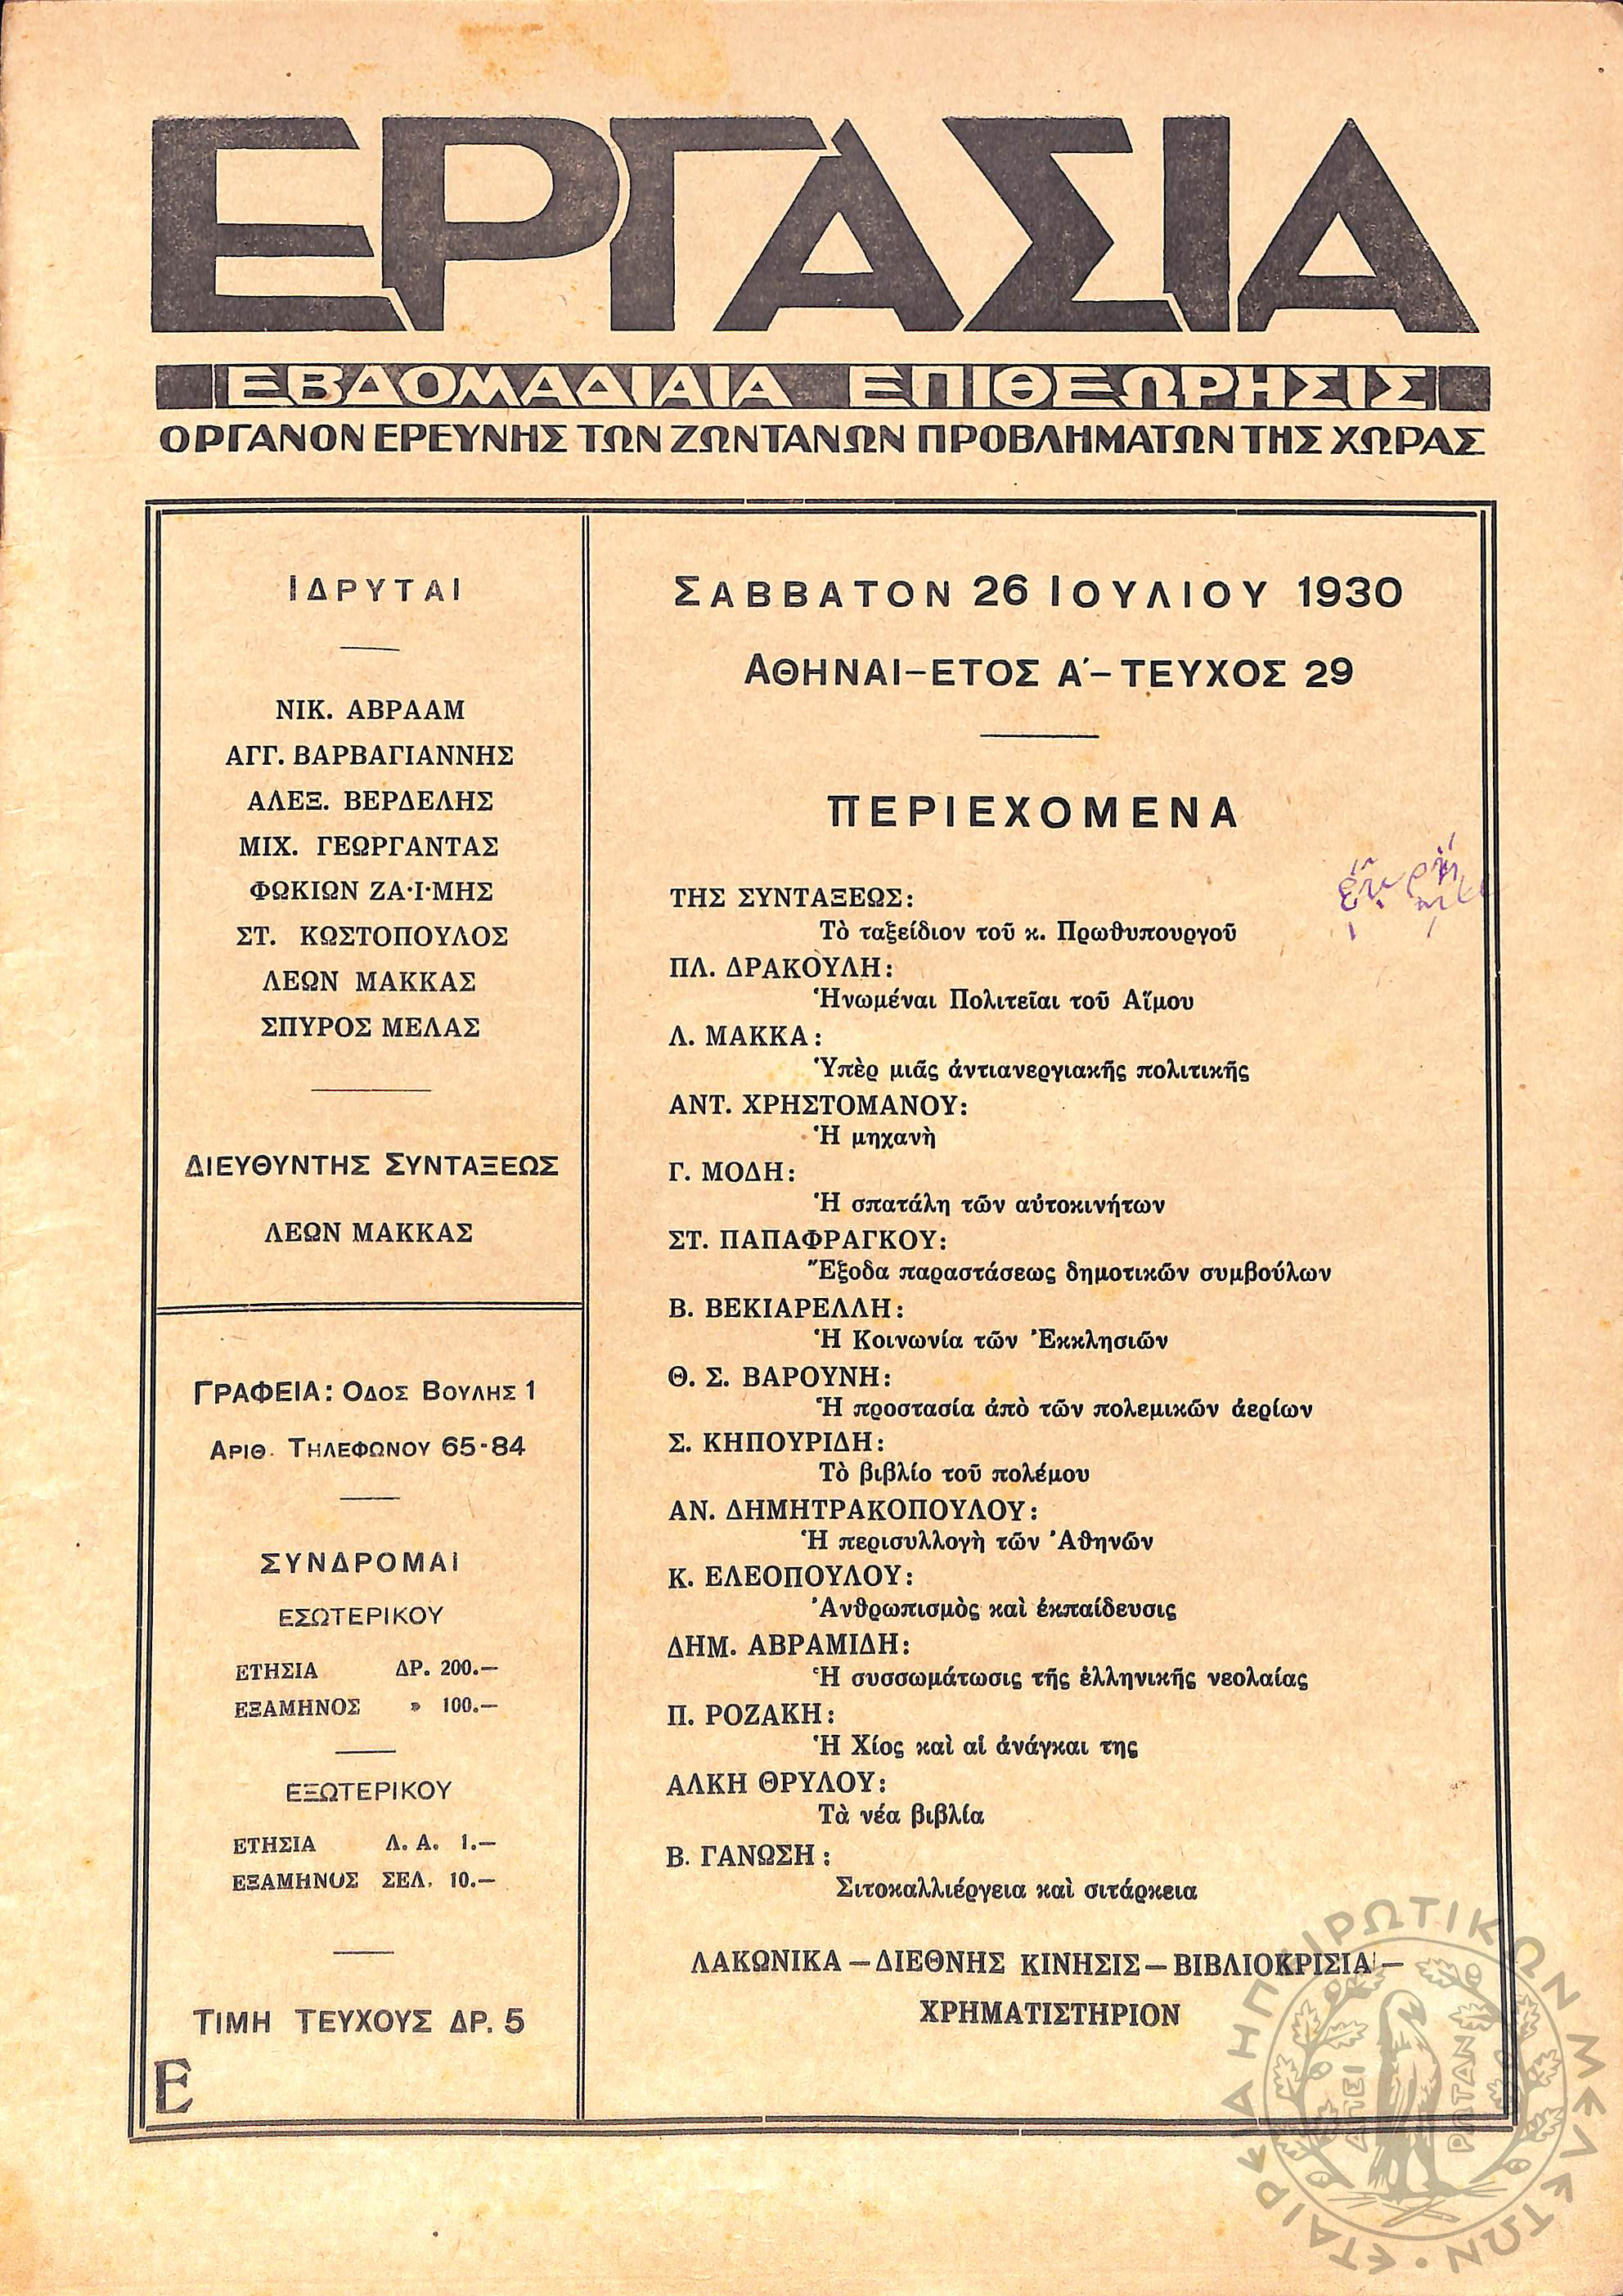 ΕΡΓΑΣΙΑ
ΕΒΔΟΜΑΔΙΑΙΑ ΕΠΙΘΕΩΡΗΣΙΣ
ΟΡΓΑΝΟΝ ΕΡΕΥΝΗΣ ΤΩΝ ΖΩΝΤΑΝΩΝ ΠΡΟΒΛΗΜΑΤΩΝ ΤΗΣ ΧΩΡΑΣ
ΙΔΡΥΤΑΙ
ΝΙΚ. ΑΒΡΑΑΜ
ΑΓΓ. ΒΑΡΒΑΓΙΑΝΝΗΣ
ΑΛΕΞ. ΒΕΡΔΕΛΗΣ
ΜΙΧ. ΓΕΩΡΓΑΝΤΑΣ
ΦΩΚΙΩΝ ΖΑ·Ι·ΜΗΣ
ΣΤ. ΚΩΣΤΟΠΟΥΛΟΣ
ΛΕΩΝ ΜΑΚΚΑΣ
ΣΠΥΡΟΣ ΜΕΛΑΣ
ΔΙΕΥΘΥΝΤΗΣ ΣΥΝΤΑΞΕΩΣ
ΛΕΩΝ ΜΑΚΚΑΣ
ΓΡΑΦΕΙΑ: ΟΔΟΣ ΒΟΥΛΗΣ 1
ΑΡΙΘ. ΤΗΛΕΦΩΝΟΥ 65-84
ΣΥΝΔΡΟΜΑΙ
ΕΣΩΤΕΡΙΚΟΥ
ΕΤΗΣΙΑ ΔΡ. 200.—
ΕΞΑΜΗΝΟΣ » 100.—
ΕΞΩΤΕΡΙΚΟΥ
ΕΤΗΣΙΑ Λ. Α. 1.—
ΕΞΑΜΗΝΟΣ ΣΕΛ. 10.—
ΤΙΜΗ ΤΕΥΧΟΥΣ ΔΡ. 5
Ε
ΣΑΒΒΑΤΟΝ 26 ΙΟΥΛΙΟΥ 1930
ΑΘΗΝΑΙ–ΕΤΟΣ Α΄–ΤΕΥΧΟΣ 29
ΠΕΡΙΕΧΟΜΕΝΑ
ΤΗΣ ΣΥΝΤΑΞΕΩΣ:
Τὸ ταξείδιον τοῦ κ. Πρωθυπουργοῦ
ΠΛ. ΔΡΑΚΟΥΛΗ:
Ἡνωμέναι Πολιτεῖαι τοῦ Αἵμου
Λ. ΜΑΚΚΑ:
Ὑπὲρ μιᾶς ἀντιανεργιακῆς πολιτικῆς
ΑΝΤ. ΧΡΗΣΤΟΜΑΝΟΥ:
Ἡ μηχανὴ
Γ. ΜΟΔΗ:
Ἡ σπατάλη τῶν αὐτοκινήτων
ΣΤ. ΠΑΠΑΦΡΑΓΚΟΥ:
Ἔξοδα παραστάσεως δημοτικῶν συμβούλων
Β. ΒΕΚΙΑΡΕΛΛΗ:
Ἡ Κοινωνία τῶν Ἐκκλησιῶν
Θ. Σ. ΒΑΡΟΥΝΗ:
Ἡ προστασία ἀπὸ τῶν πολεμικῶν ἀερίων
Σ. ΚΗΠΟΥΡΙΔΗ:
Τὸ βιβλίο τοῦ πολέμου
ΑΝ. ΔΗΜΗΤΡΑΚΟΠΟΥΛΟΥ:
Ἡ περισυλλογὴ τῶν Ἀθηνῶν
Κ. ΕΛΕΟΠΟΥΛΟΥ:
Ἀνθρωπισμὸς καὶ ἐκπαίδευσις
ΔΗΜ. ΑΒΡΑΜΙΔΗ:
Ἡ συσσωμάτωσις τῆς ἑλληνικῆς νεολαίας
Π. ΡΟΖΑΚΗ:
Ἡ Χίος καὶ αἱ ἀνάγκαι της
ΑΛΚΗ ΘΡΥΛΟΥ:
Τὰ νέα βιβλία
Β. ΓΑΝΩΣΗ:
Σιτοκαλλιέργεια καὶ σιτάρκεια
ΛΑΚΩΝΙΚΑ — ΔΙΕΘΝΗΣ ΚΙΝΗΣΙΣ — ΒΙΒΛΙΟΚΡΙΣΙΑ —
ΧΡΗΜΑΤΙΣΤΗΡΙΟΝ
ΕΤΑΙΡΕΙΑ ΗΠΕΙΡΩΤΙΚΩΝ ΜΕΛΕΤΩΝ
ΑΠΕΙ
ΡΩΤΑΝ